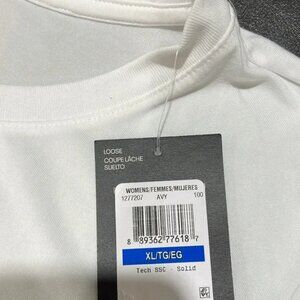 LOOSE
COUPE LÂCHE
SUELTO
WOMENS/FEMMES/MUJERES
1277207 AVY 100
8 89362 77618 7
XL/TG/EG
Tech SSC - Solid